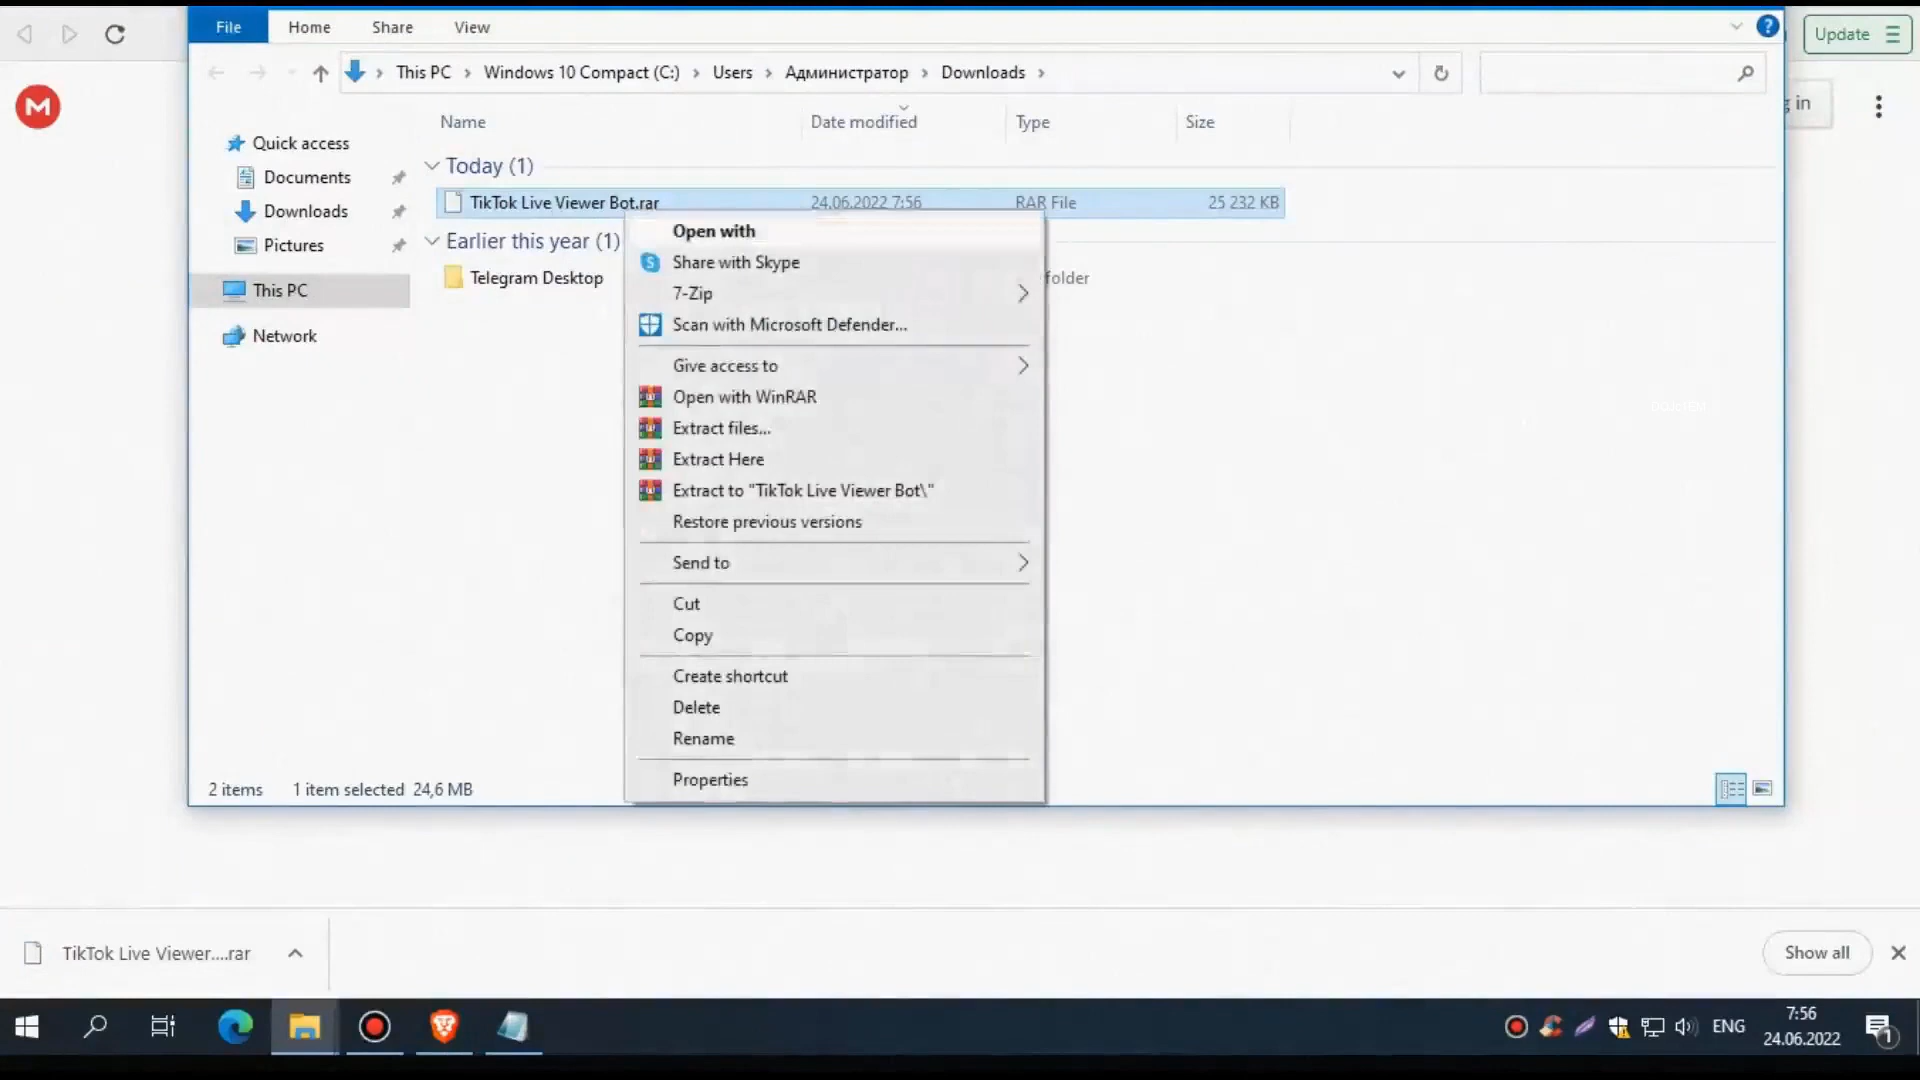 File Home Share View
Update
This PC Windows 10 Compact (C:) Users Администратор Downloads
in
Name Date modified Type Size
Quick access
Today (1)
Documents
TikTok Live Viewer Bot.rar 24.06.2022 7:56 RAR File 25 232 KB
Downloads
Earlier this year (1)
Open with
Pictures
Share with Skype
Telegram Desktop
folder
This PC
7-Zip
Scan with Microsoft Defender...
Network
Give access to
Open with WinRAR
Extract files...
Extract Here
Extract to "TikTok Live Viewer Bot\"
Restore previous versions
Send to
Cut
Copy
Create shortcut
Delete
Rename
Properties
2 items 1 item selected 24,6 MB
TikTok Live Viewer....rar
Show all
ENG
7:56
24.06.2022
1